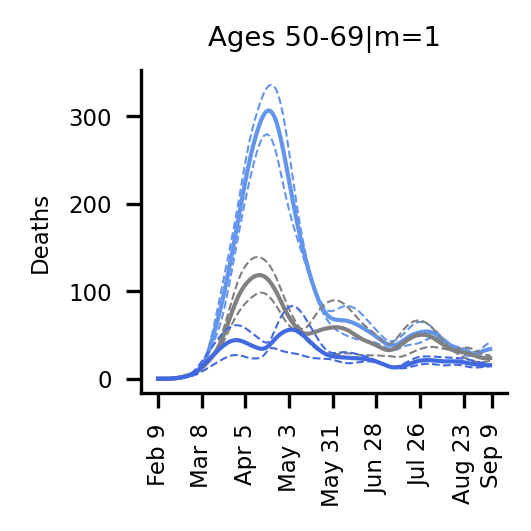 Ages 50-69|m=1
Deaths
300
200
100
0
Feb 9
Mar 8
Apr 5
May 3
May 31
Jun 28
Jul 26
Aug 23
Sep 9